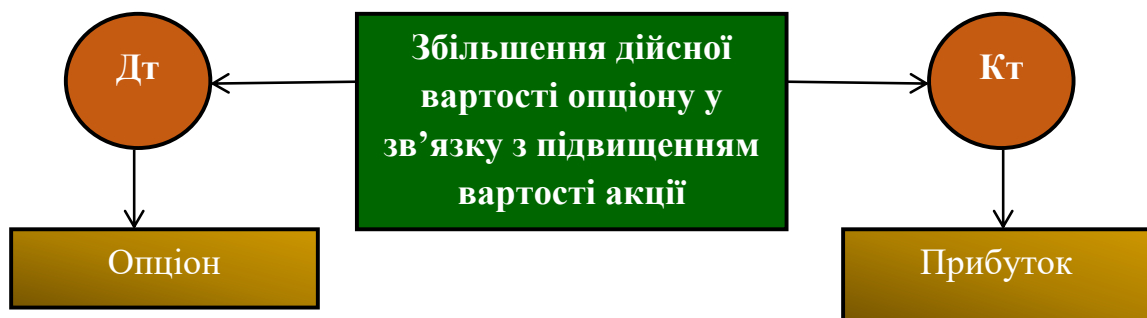 Дт
Збільшення дійсної
вартості опціону у
зв’язку з підвищенням
вартості акції
Кт
Опціон
Прибуток